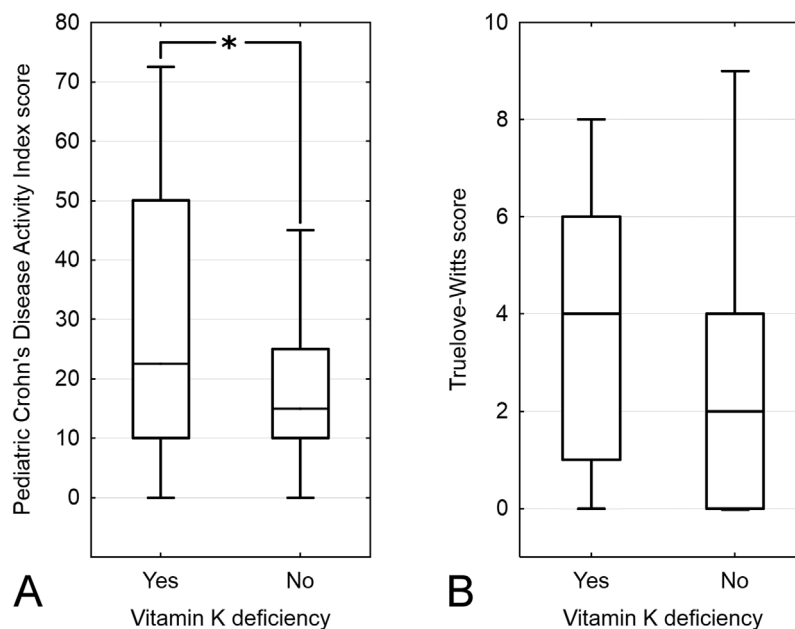 Pediatric Crohn's Disease Activity Index score
80
70
60
50
40
30
20
10
0
*
Yes No
Vitamin K deficiency
A
Truelove-Witts score
10
8
6
4
2
0
Yes No
Vitamin K deficiency
B